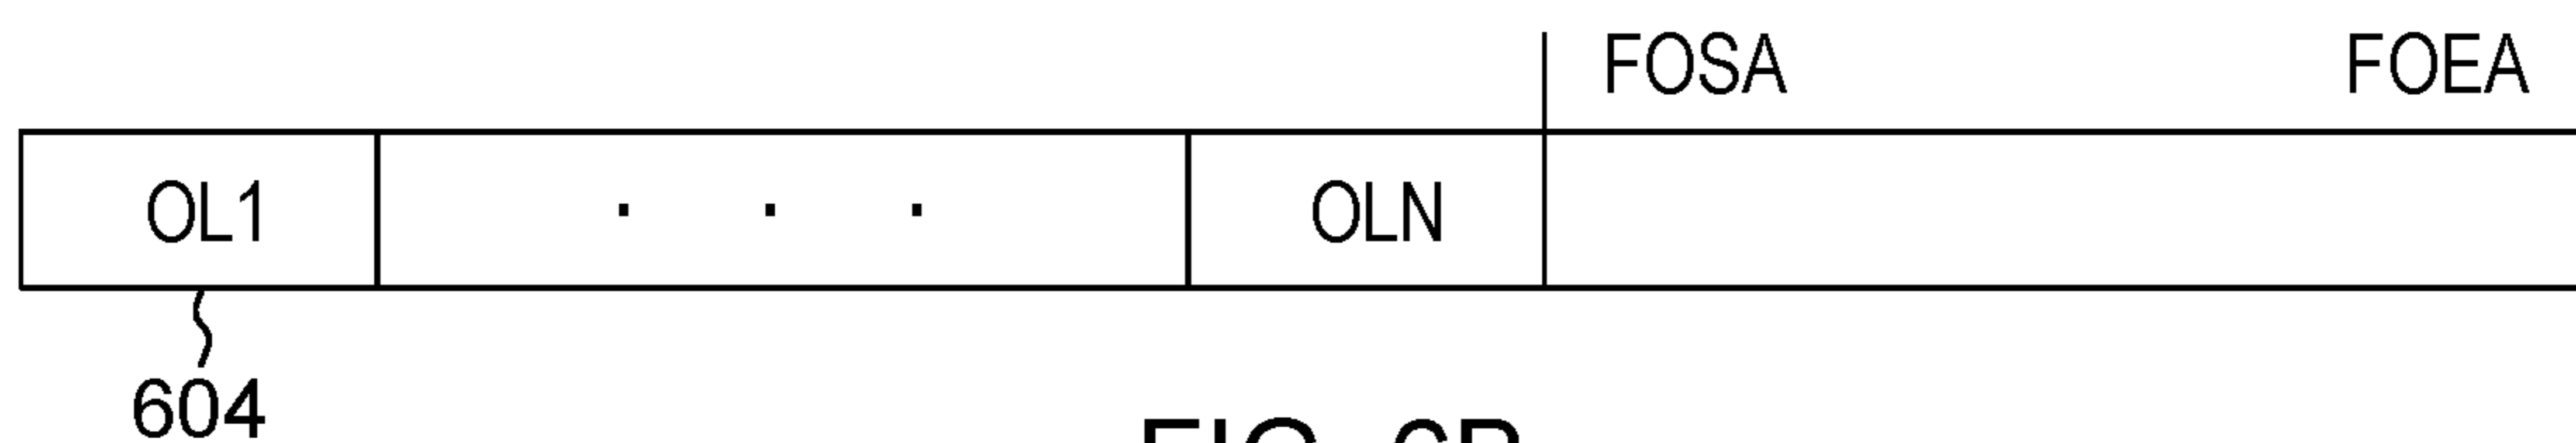 FOSA FOEA
OL1 . . . OLN
604